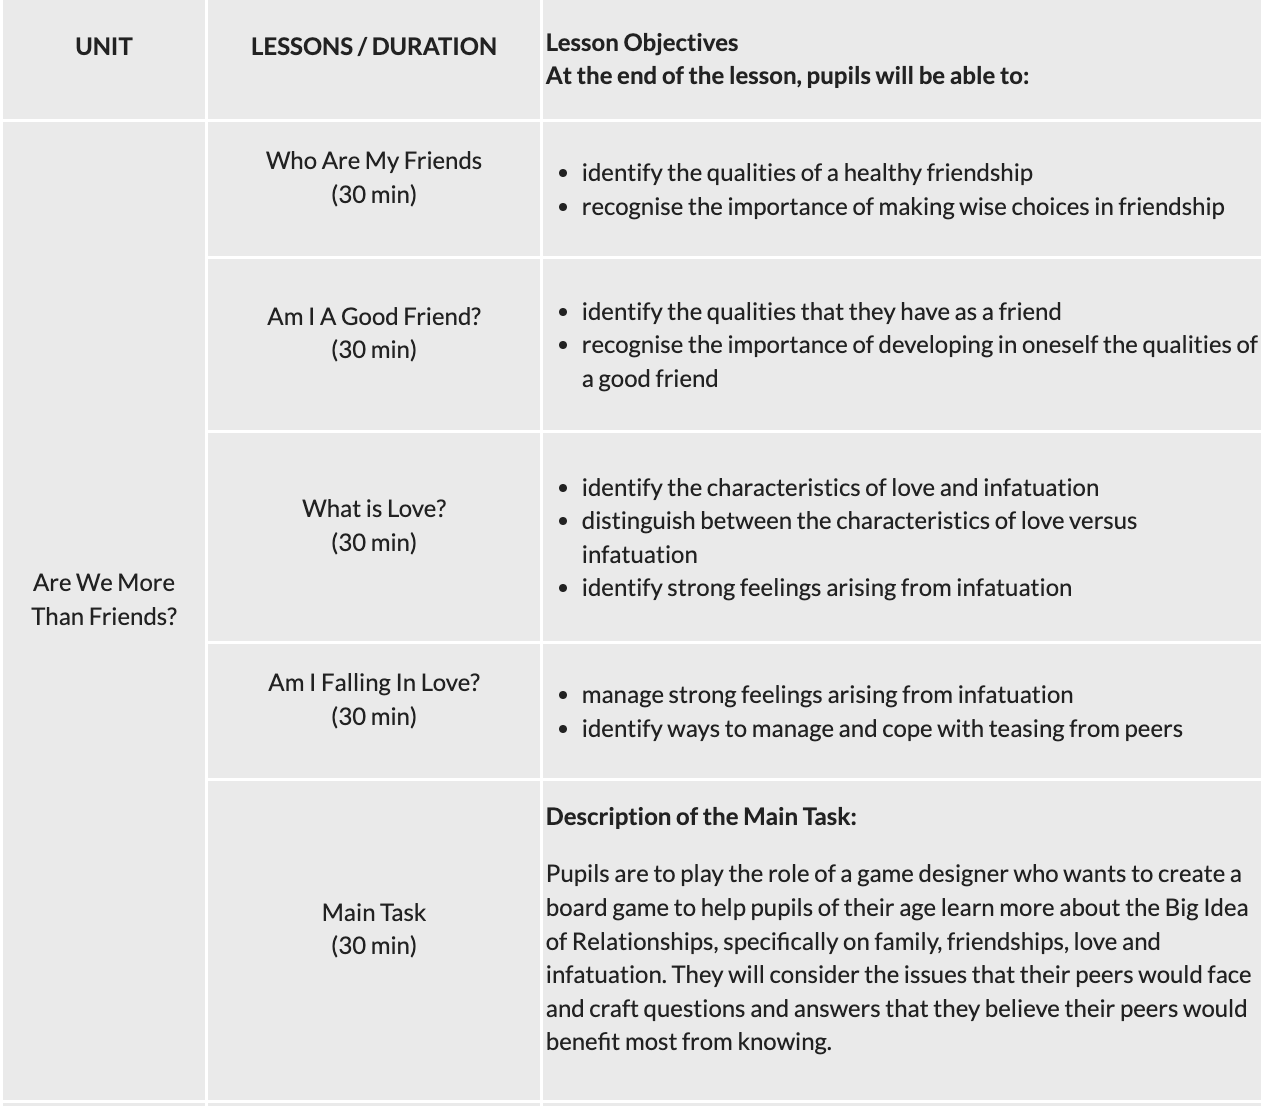 UNIT
LESSONS / DURATION
Lesson Objectives
At the end of the lesson, pupils will be able to:
Are We More
Than Friends?
Who Are My Friends
(30 min)
• identify the qualities of a healthy friendship
• recognise the importance of making wise choices in friendship
Am I A Good Friend?
(30 min)
• identify the qualities that they have as a friend
• recognise the importance of developing in oneself the qualities of
a good friend
What is Love?
(30 min)
• identify the characteristics of love and infatuation
• distinguish between the characteristics of love versus
infatuation
• identify strong feelings arising from infatuation
Am I Falling In Love?
(30 min)
• manage strong feelings arising from infatuation
• identify ways to manage and cope with teasing from peers
Main Task
(30 min)
Description of the Main Task:
Pupils are to play the role of a game designer who wants to create a
board game to help pupils of their age learn more about the Big Idea
of Relationships, specifically on family, friendships, love and
infatuation. They will consider the issues that their peers would face
and craft questions and answers that they believe their peers would
benefit most from knowing.